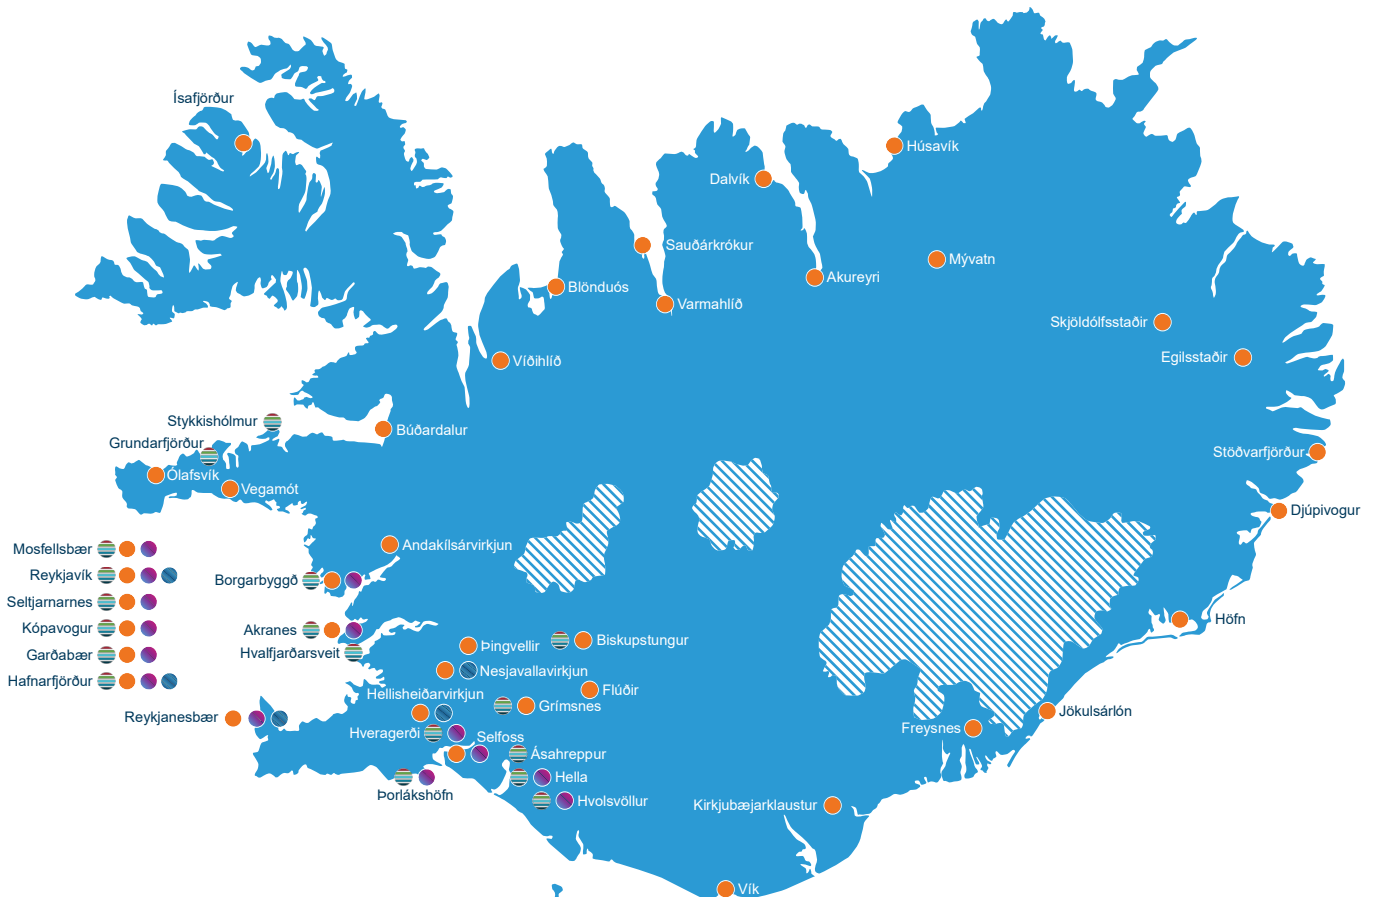 Ísafjörður
Húsavík
Dalvík
Sauðárkrókur
Mývatn
Akureyri
Blönduós
Varmahlíð
Skjöldólfsstaðir
Egilsstaðir
Víðihlíð
Stykkishólmur
Búðardalur
Grundarfjörður
Stöðvarfjörður
Ólafsvík
Vegamót
Djúpivogur
Andakílsárvirkjun
Mosfellsbær
Reykjavík
Borgarbyggð
Seltjarnarnes
Höfn
Kópavogur
Akranes
Biskupstungur
Þingvellir
Hvalfjarðarsveit
Garðabær
Nesjavallavirkjun
Hafnarfjörður
Flúðir
Hellisheiðarvirkjun
Grímsnes
Jökulsárlón
Reykjanesbær
Freysnes
Hveragerði
Selfoss
Ásahreppur
Hella
Þorlákshöfn
Hvolsvöllur
Kirkjubæjarklaustur
Vík